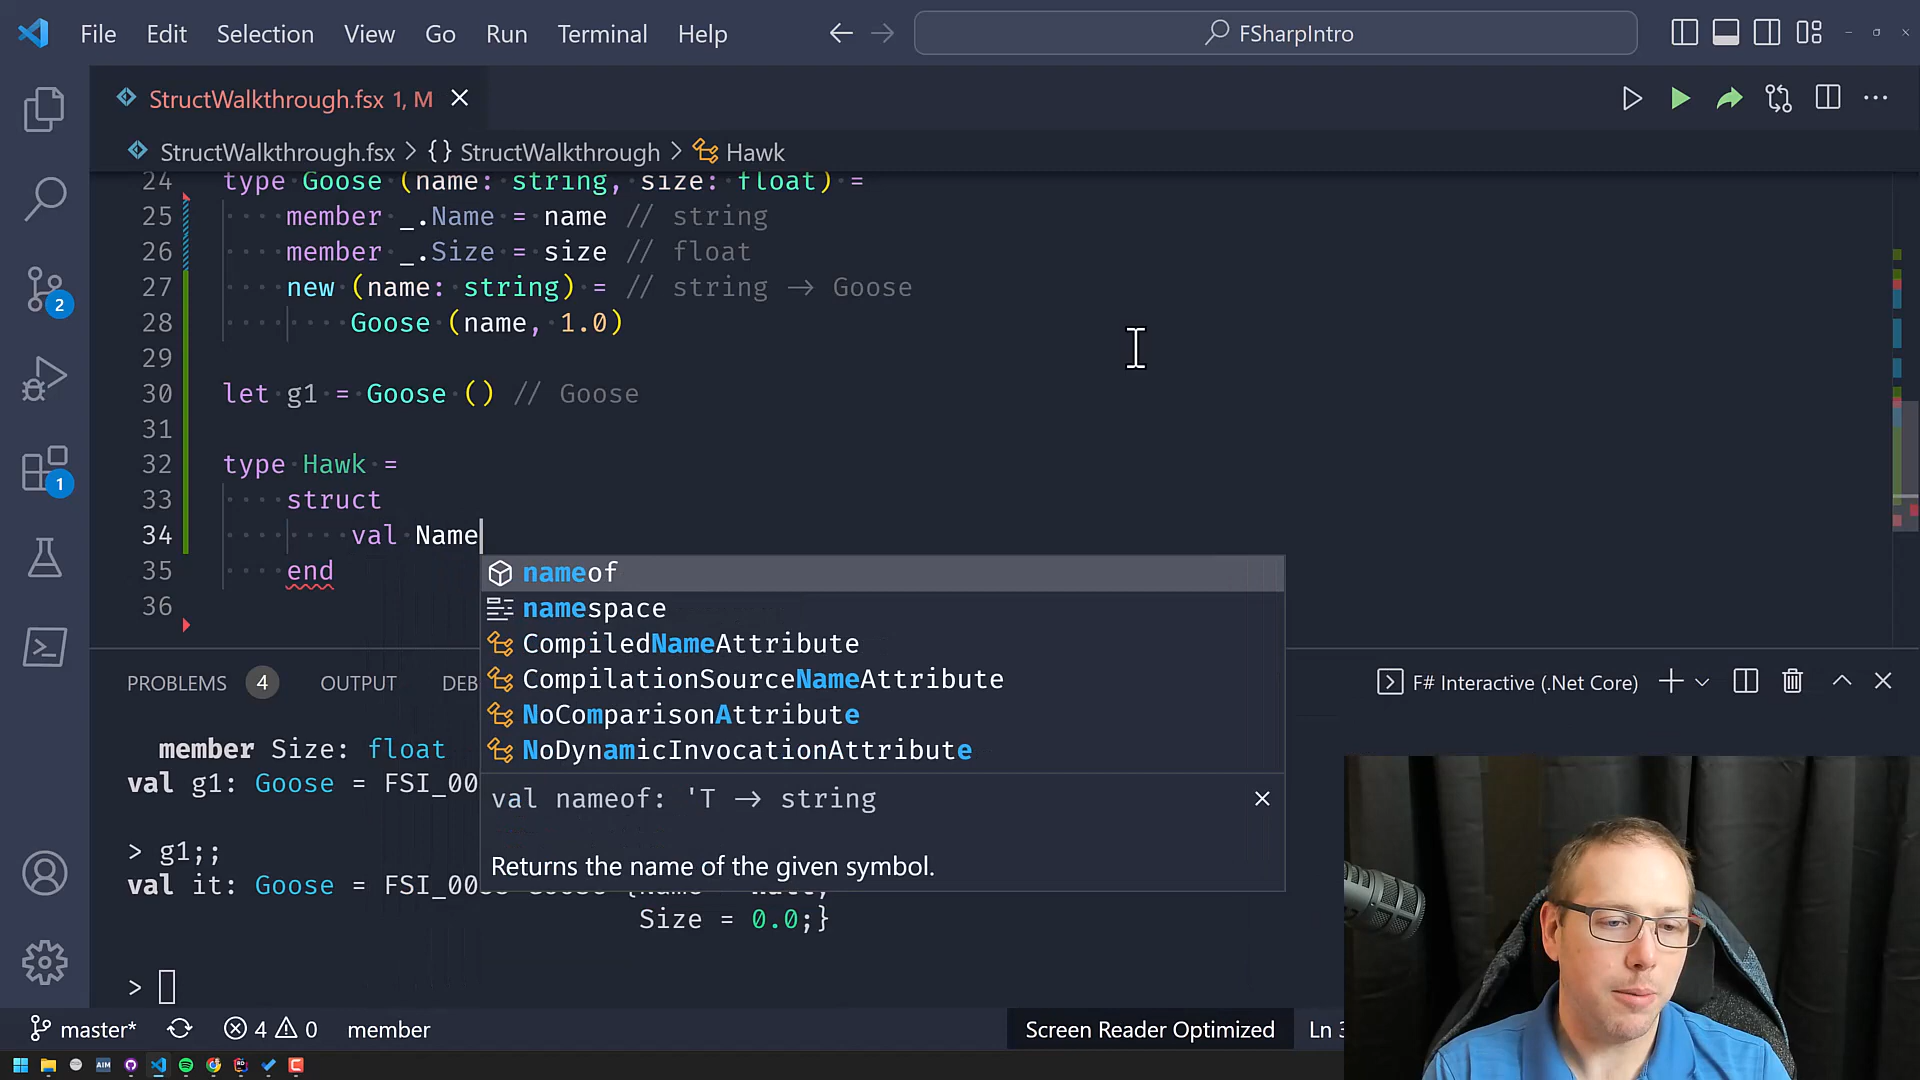 File Edit Selection View Go Run Terminal Help FSharpIntro
StructWalkthrough.fsx 1, M
StructWalkthrough.fsx > {} StructWalkthrough > Hawk
24 type Goose (name: string, size: float) =
25 member _.Name = name // string
26 member _.Size = size // float
27 new (name: string) = // string -> Goose
28 Goose (name, 1.0)
29
30 let g1 = Goose () // Goose
31
32 type Hawk =
33 struct
34 val Name
35 end
36
nameof
namespace
CompiledNameAttribute
CompilationSourceNameAttribute
NoComparisonAttribute
NoDynamicInvocationAttribute
val nameof: 'T -> string
Returns the name of the given symbol.
2
1
PROBLEMS 4 OUTPUT DEB F# Interactive (.Net Core)
member Size: float
val g1: Goose = FSI_00
> g1;;
val it: Goose = FSI_00
Size = 0.0;}
>
master* 4 0 member Screen Reader Optimized Ln 3
AIM